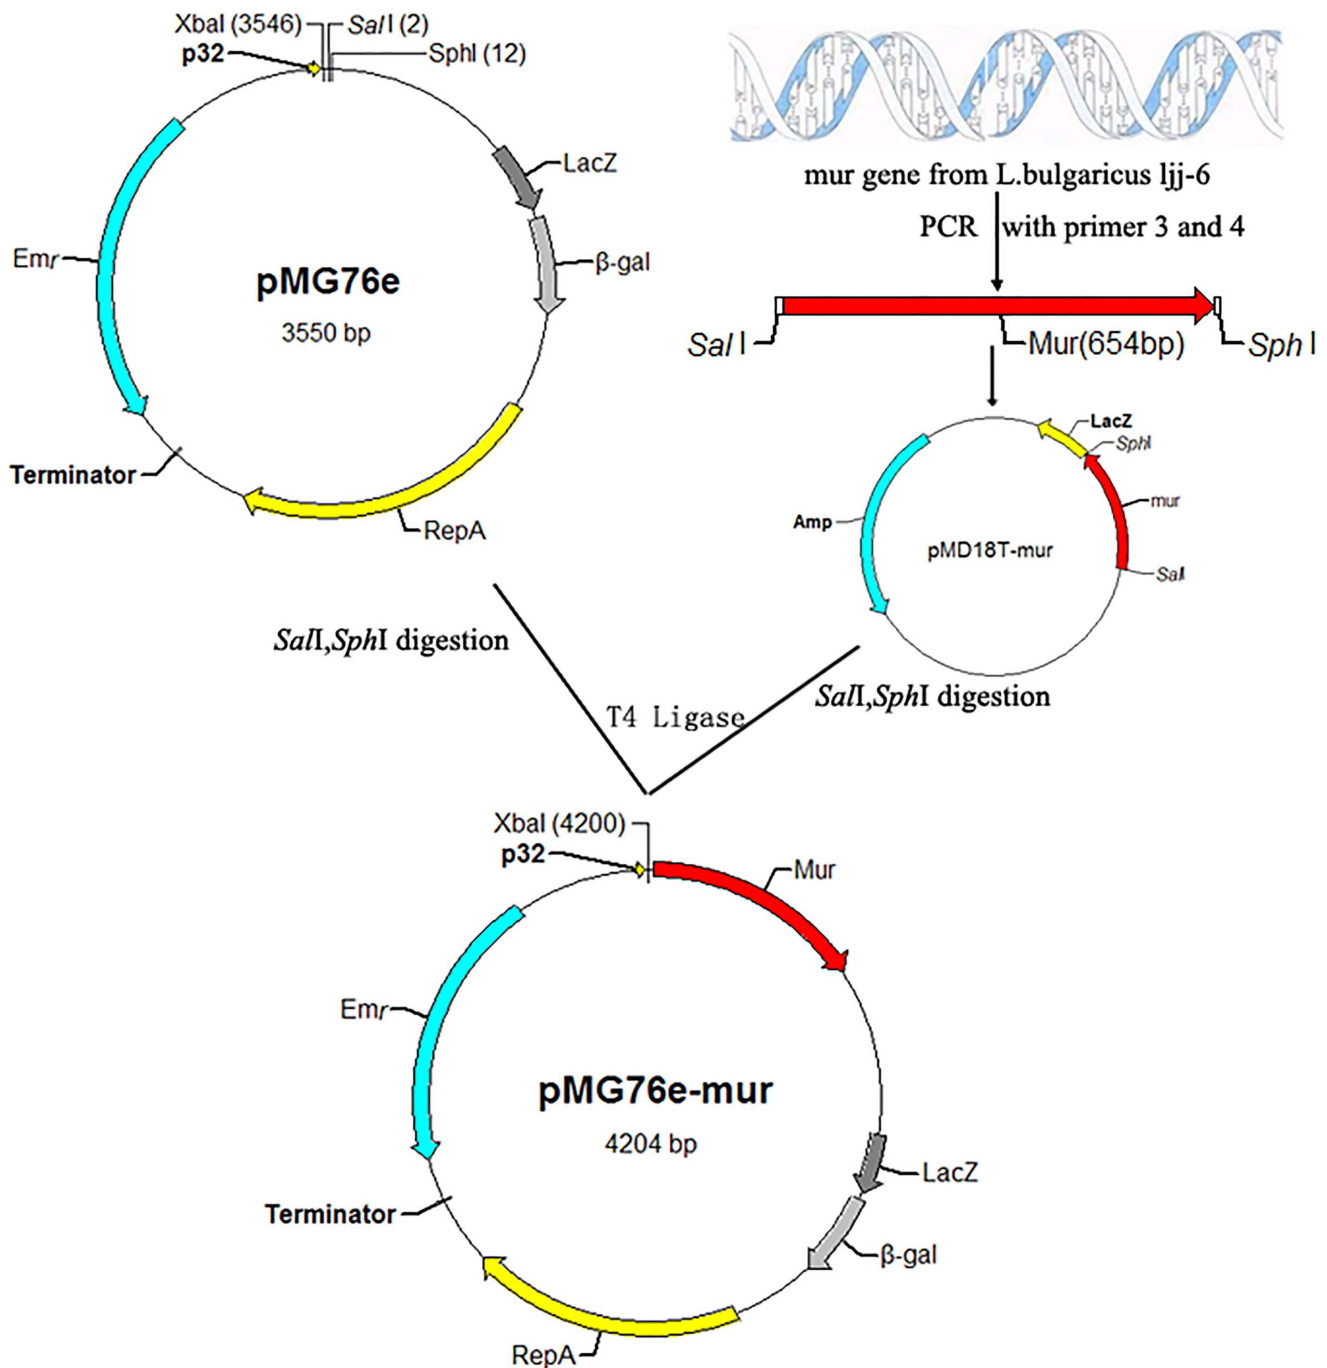 XbaI (3546)
SalI (2)
p32
SphI (12)
LacZ
β-gal
Emr
pMG76e
3550 bp
Terminator
RepA
mur gene from L.bulgaricus ljj-6
PCR with primer 3 and 4
Sal I
Mur(654bp)
Sph I
LacZ
SphI
mur
Amp
pMD18T-mur
SalI
SalI,SphI digestion
SalI,SphI digestion
T4 Ligase
XbaI (4200)
p32
Mur
Emr
pMG76e-mur
4204 bp
LacZ
Terminator
β-gal
RepA